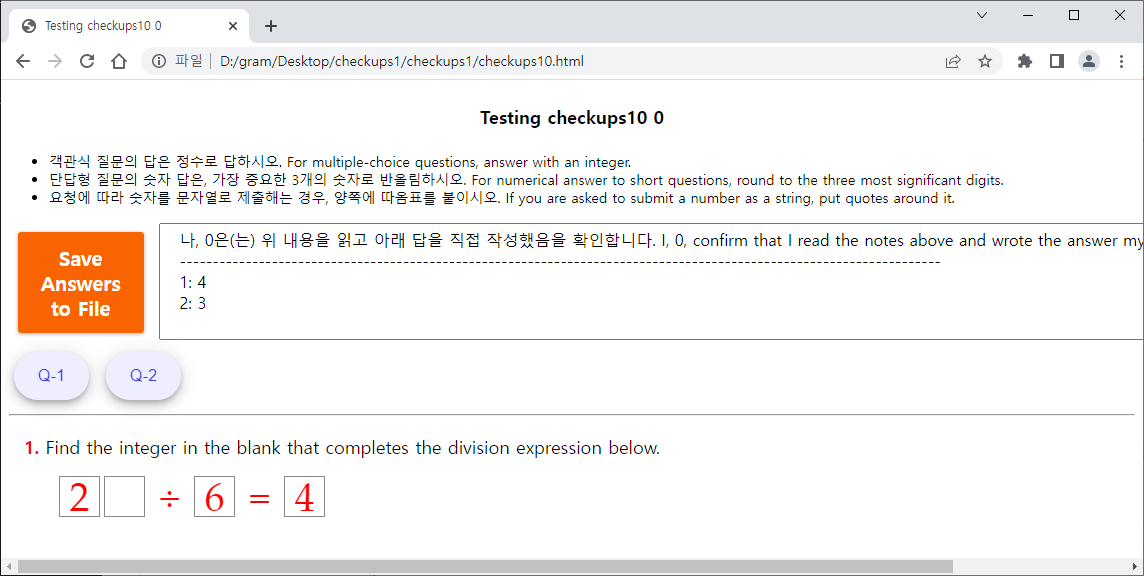 Testing checkups10 0
파일 | D:/gram/Desktop/checkups1/checkups1/checkups10.html
Testing checkups10 0
• 객관식 질문의 답은 정수로 답하시오. For multiple-choice questions, answer with an integer.
• 단답형 질문의 숫자 답은, 가장 중요한 3개의 숫자로 반올림하시오. For numerical answer to short questions, round to the three most significant digits.
• 요청에 따라 숫자를 문자열로 제출해는 경우, 양쪽에 따옴표를 붙이시오. If you are asked to submit a number as a string, put quotes around it.
Save
Answers
to File
나, 0은(는) 위 내용을 읽고 아래 답을 직접 작성했음을 확인합니다. I, 0, confirm that I read the notes above and wrote the answer my
--------------------------------------------------------------------------------------------------------------------
1: 4
2: 3
Q-1 Q-2
1. Find the integer in the blank that completes the division expression below.
2 ÷ 6 = 4